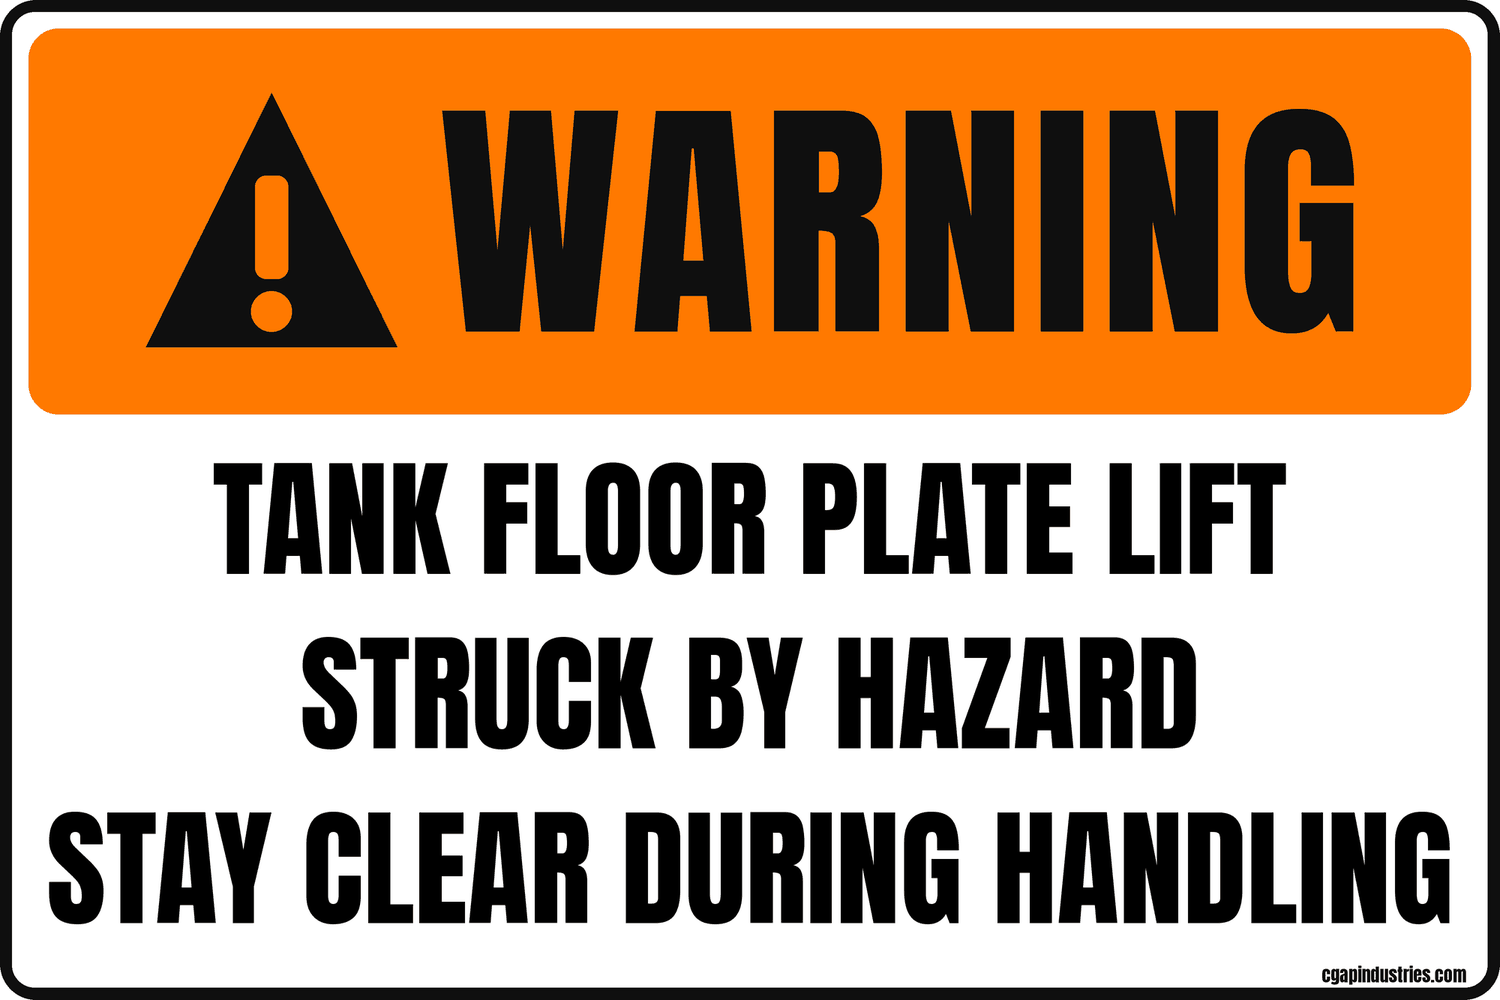 WARNING
TANK FLOOR PLATE LIFT
STRUCK BY HAZARD
STAY CLEAR DURING HANDLING
cgapindustries.com